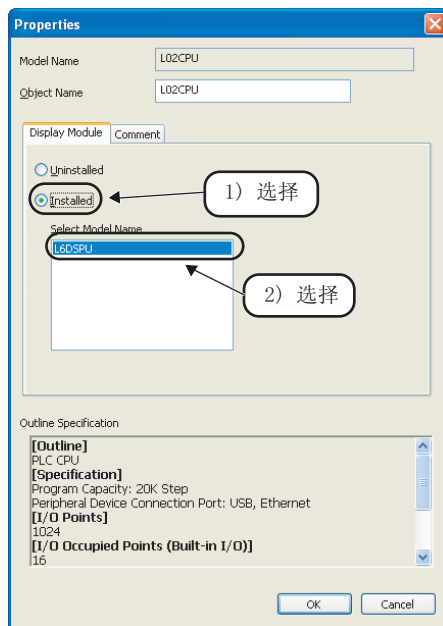 Properties
Model Name L02CPU
Object Name L02CPU
Display Module Comment
Uninstalled
Installed
1) 选择
Select Model Name
L6DSPU
2) 选择
Outline Specification
[Outline]
PLC CPU
[Specification]
Program Capacity: 20K Step
Peripheral Device Connection Port: USB, Ethernet
[I/O Points]
1024
[I/O Occupied Points (Built-in I/O)]
16
OK Cancel